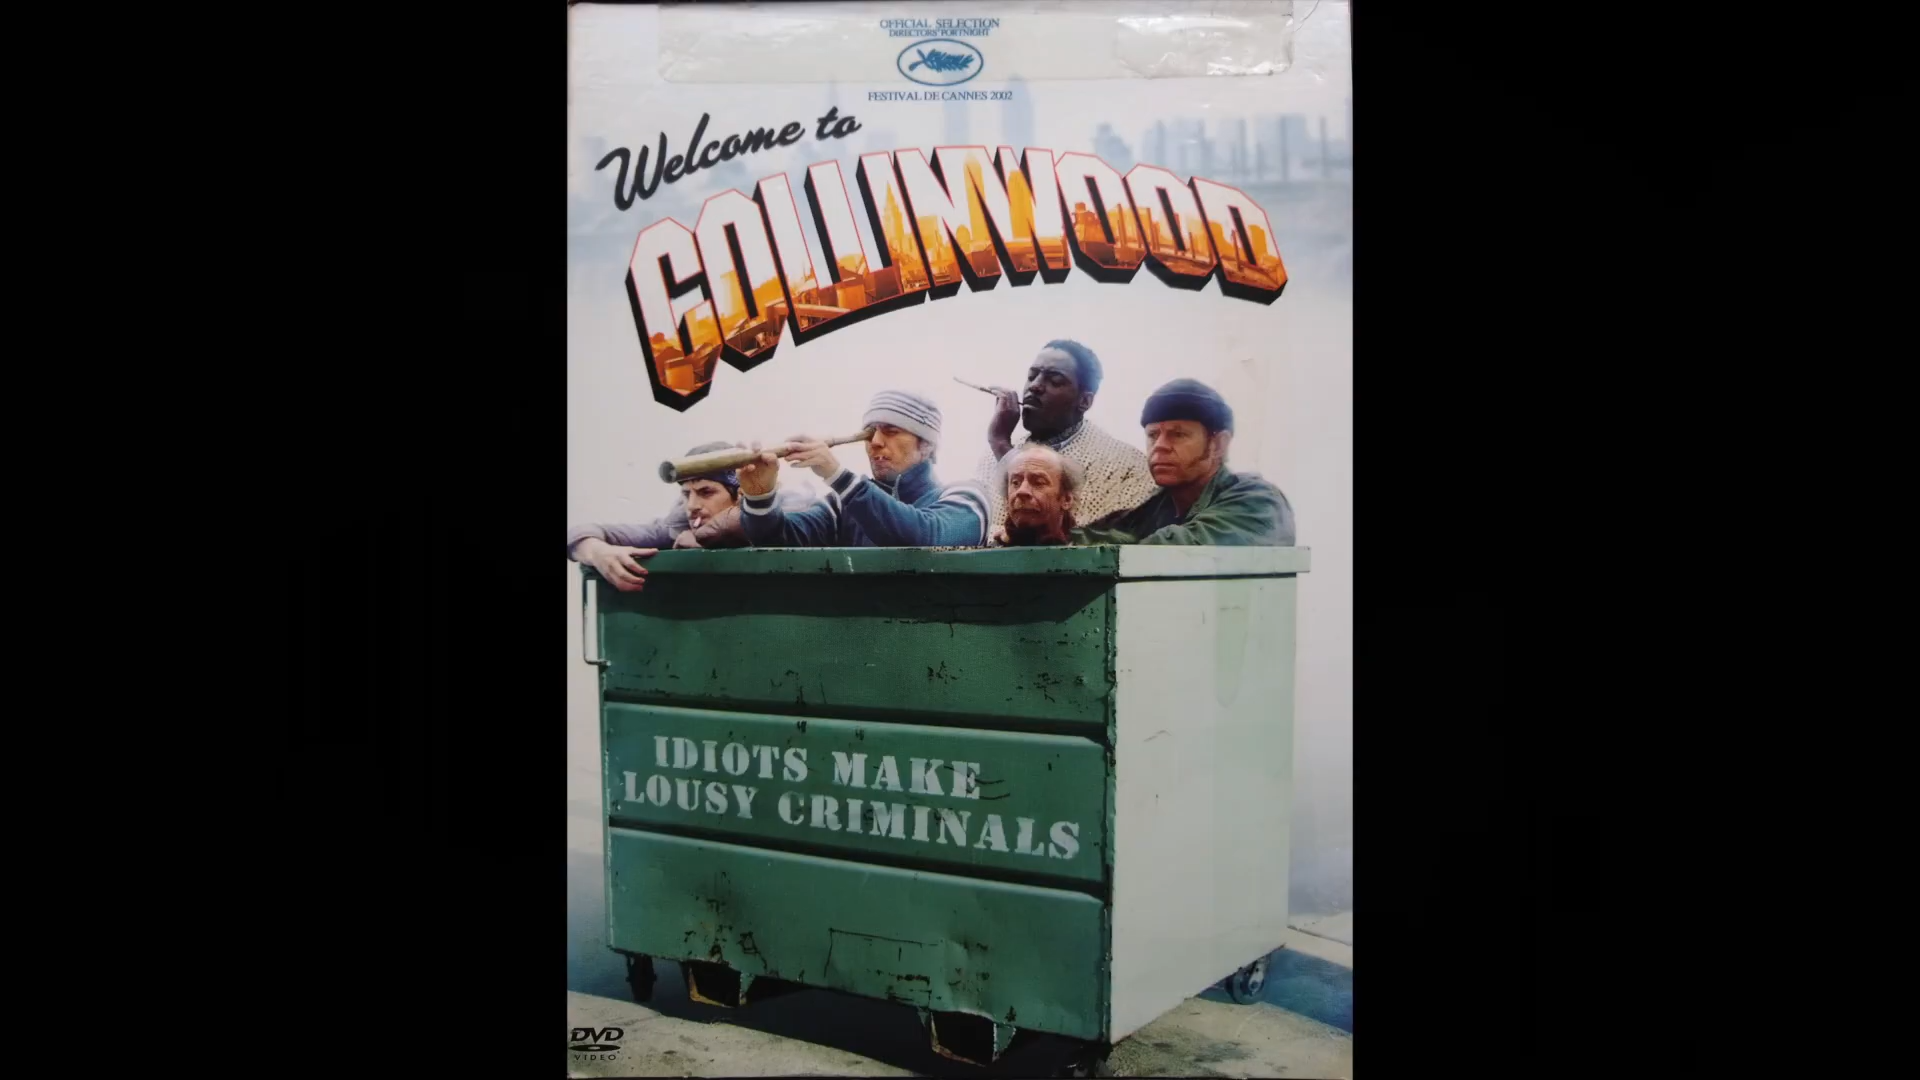 OFFICIAL SELECTION
DIRECTORS' FORTNIGHT
FESTIVAL DE CANNES 2002
Welcome to
COLLINWOOD
IDIOTS MAKE
LOUSY CRIMINALS
DVD
VIDEO